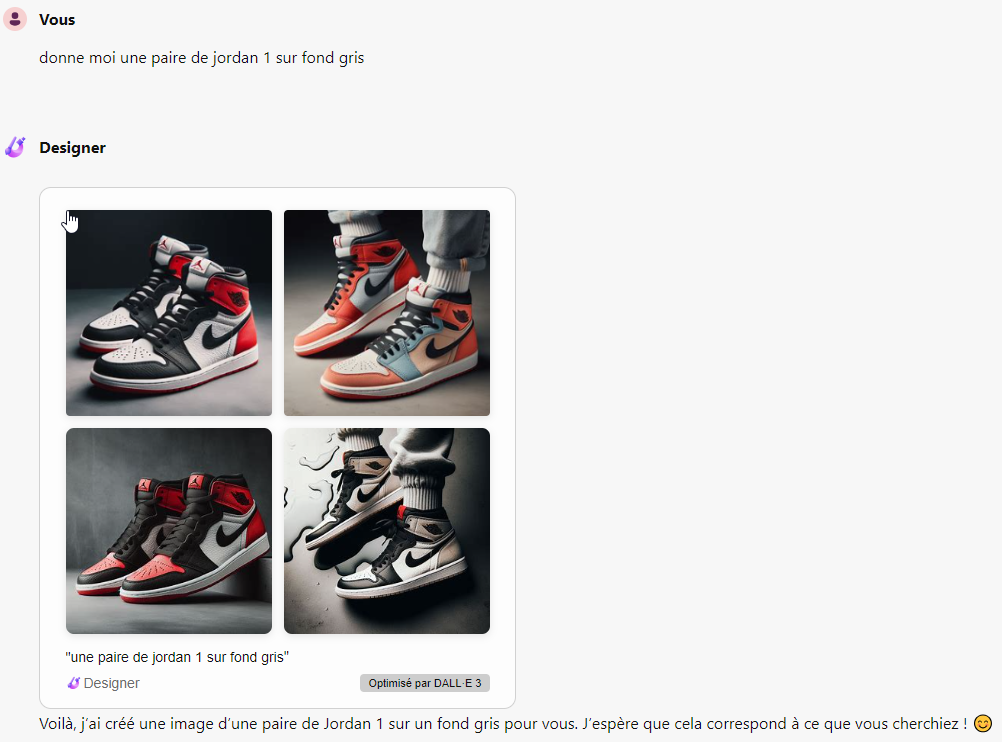 Vous
donne moi une paire de jordan 1 sur fond gris
Designer
"une paire de jordan 1 sur fond gris"
Designer
Optimisé par DALL·E 3
Voilà, j’ai créé une image d’une paire de Jordan 1 sur un fond gris pour vous. J’espère que cela correspond à ce que vous cherchiez ! 😊